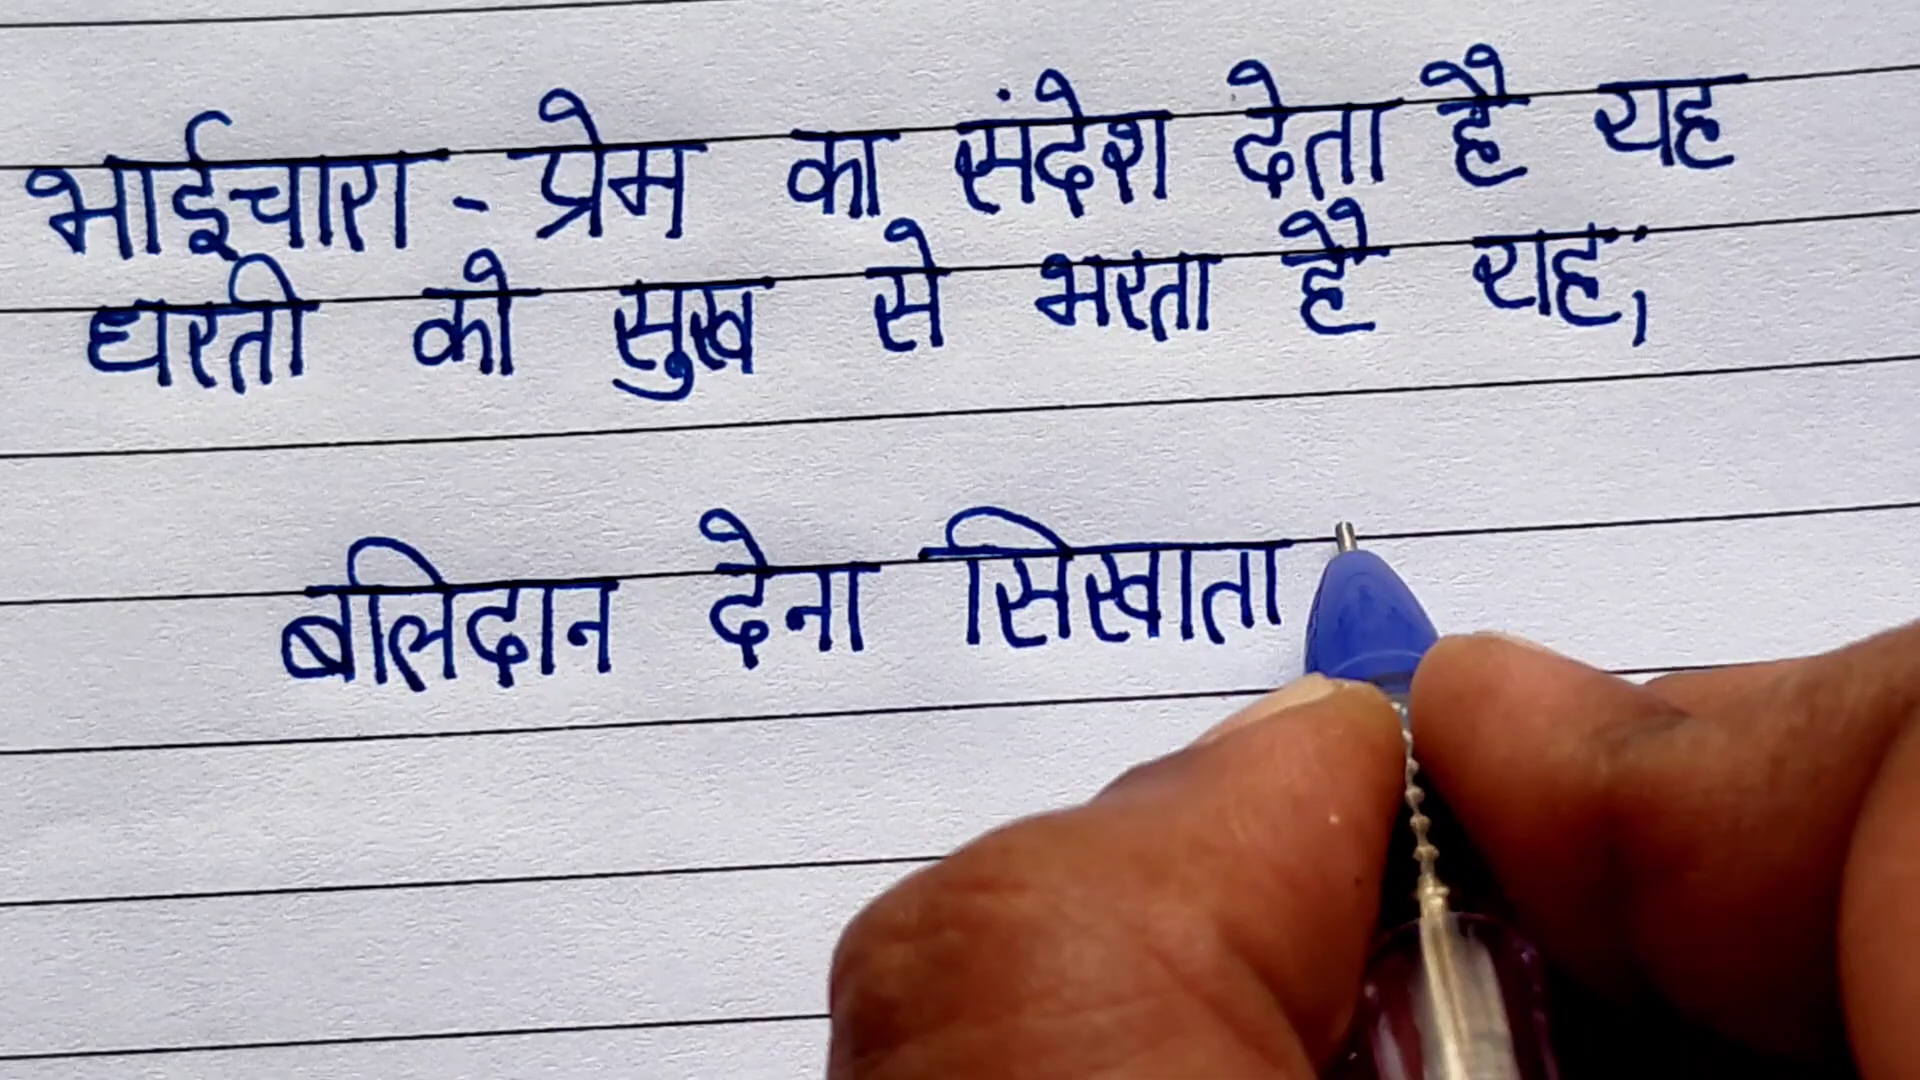 भाईचारा - प्रेम का संदेश देता है यह
धरती को सुख से भरता है यह;
बलिदान देना सिखाता